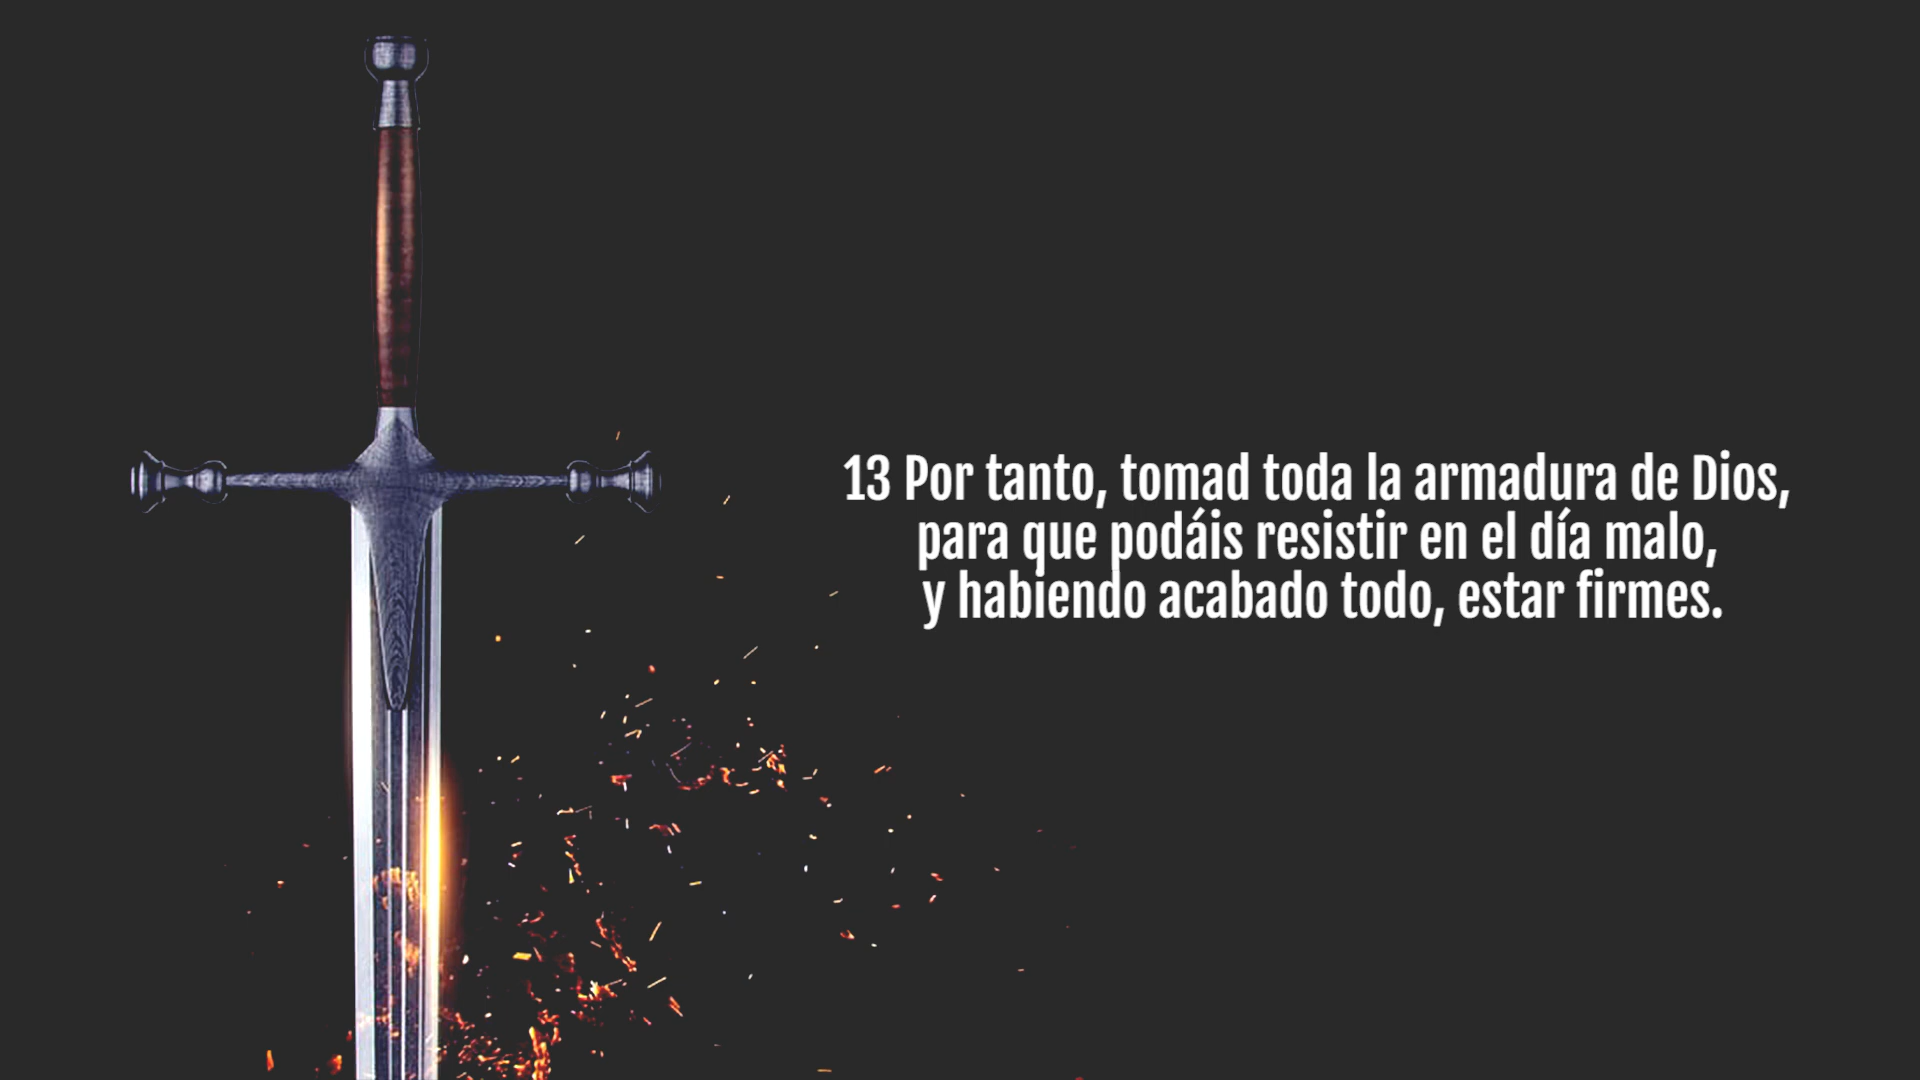 13 Por tanto, tomad toda la armadura de Dios,
para que podáis resistir en el día malo,
y habiendo acabado todo, estar firmes.